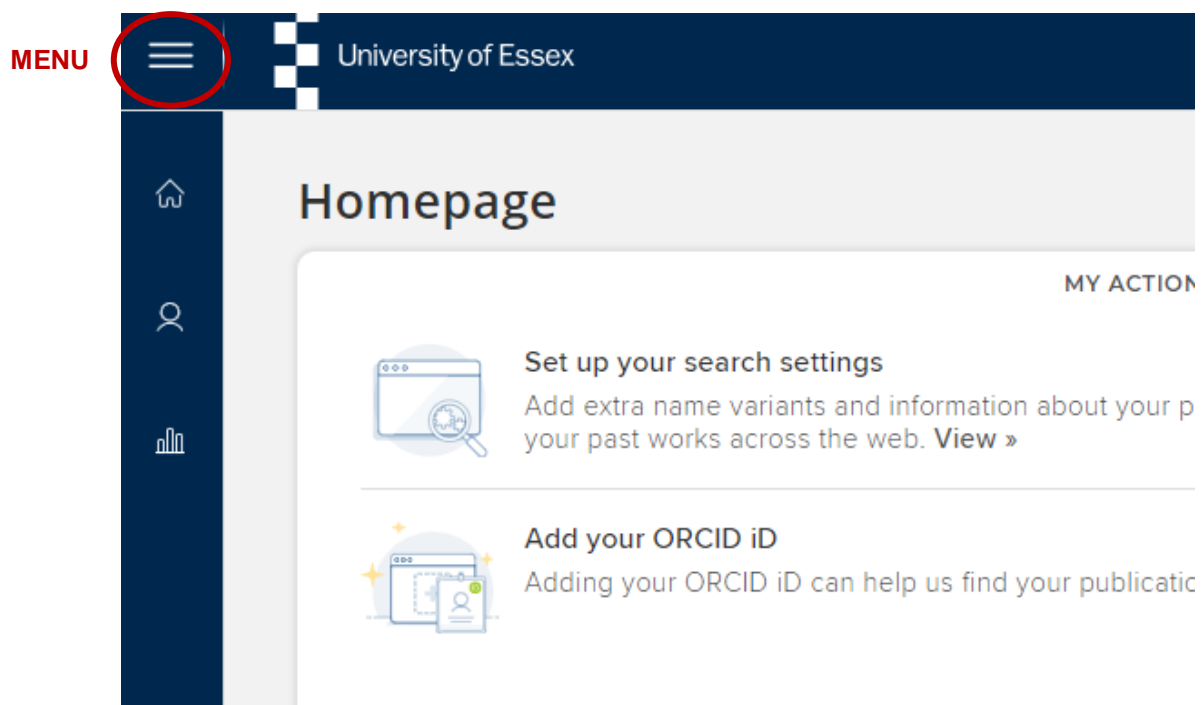 MENU
University of Essex
Homepage
MY ACTION
Set up your search settings
Add extra name variants and information about your p
your past works across the web. View »
Add your ORCID iD
Adding your ORCID iD can help us find your publicatio